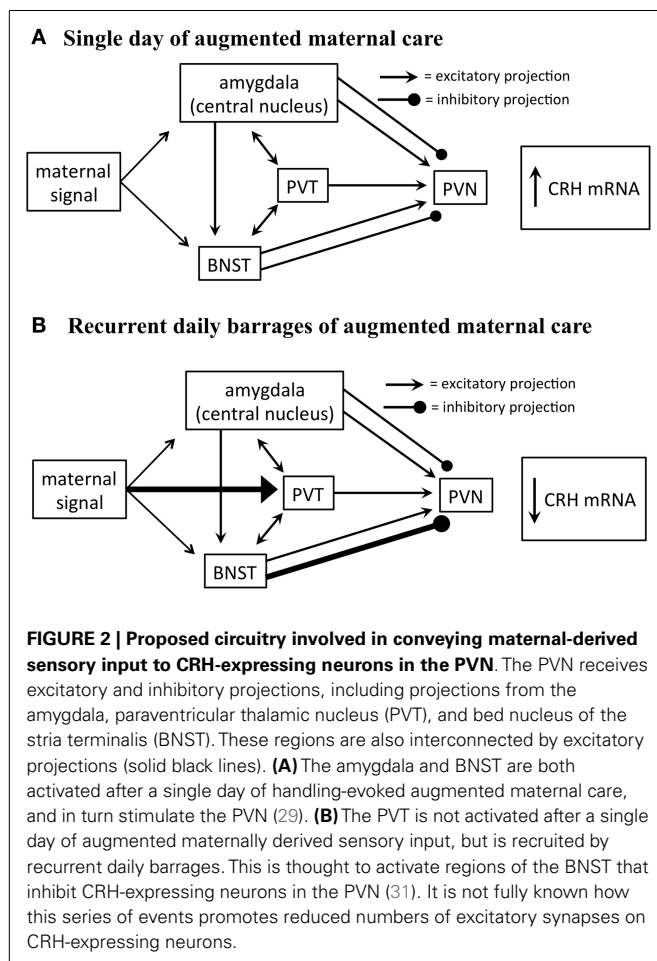 A Single day of augmented maternal care
amygdala
(central nucleus)
= excitatory projection
= inhibitory projection
maternal
signal
PVT
PVN
CRH mRNA
BNST
B Recurrent daily barrages of augmented maternal care
amygdala
(central nucleus)
= excitatory projection
= inhibitory projection
maternal
signal
PVT
PVN
CRH mRNA
BNST
FIGURE 2 | Proposed circuitry involved in conveying maternal-derived
sensory input to CRH-expressing neurons in the PVN. The PVN receives
excitatory and inhibitory projections, including projections from the
amygdala, paraventricular thalamic nucleus (PVT), and bed nucleus of the
stria terminalis (BNST). These regions are also interconnected by excitatory
projections (solid black lines). (A) The amygdala and BNST are both
activated after a single day of handling-evoked augmented maternal care,
and in turn stimulate the PVN (29). (B) The PVT is not activated after a single
day of augmented maternally derived sensory input, but is recruited by
recurrent daily barrages. This is thought to activate regions of the BNST that
inhibit CRH-expressing neurons in the PVN (31). It is not fully known how
this series of events promotes reduced numbers of excitatory synapses on
CRH-expressing neurons.